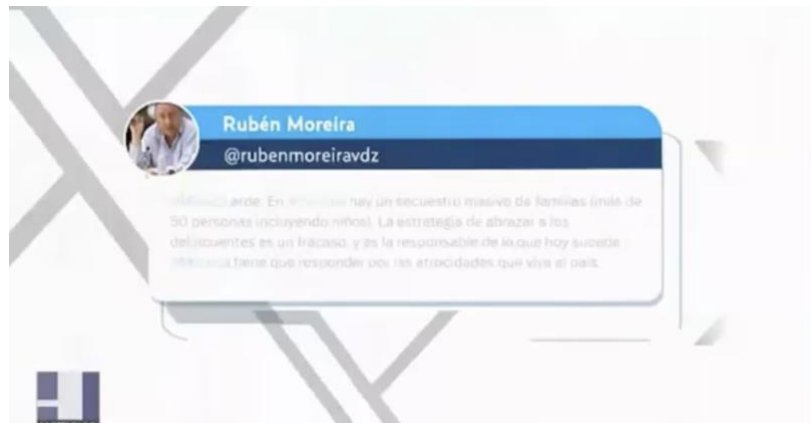 Rubén Moreira
@rubenmoreiravdz
arde. En hay un secuestro masivo de familias (más de
50 personas incluyendo niños). La estrategia de abrazar a los
delincuentes es un fracaso, y es la responsable de lo que hoy sucede
tiene que responder por las atrocidades que vive el país.